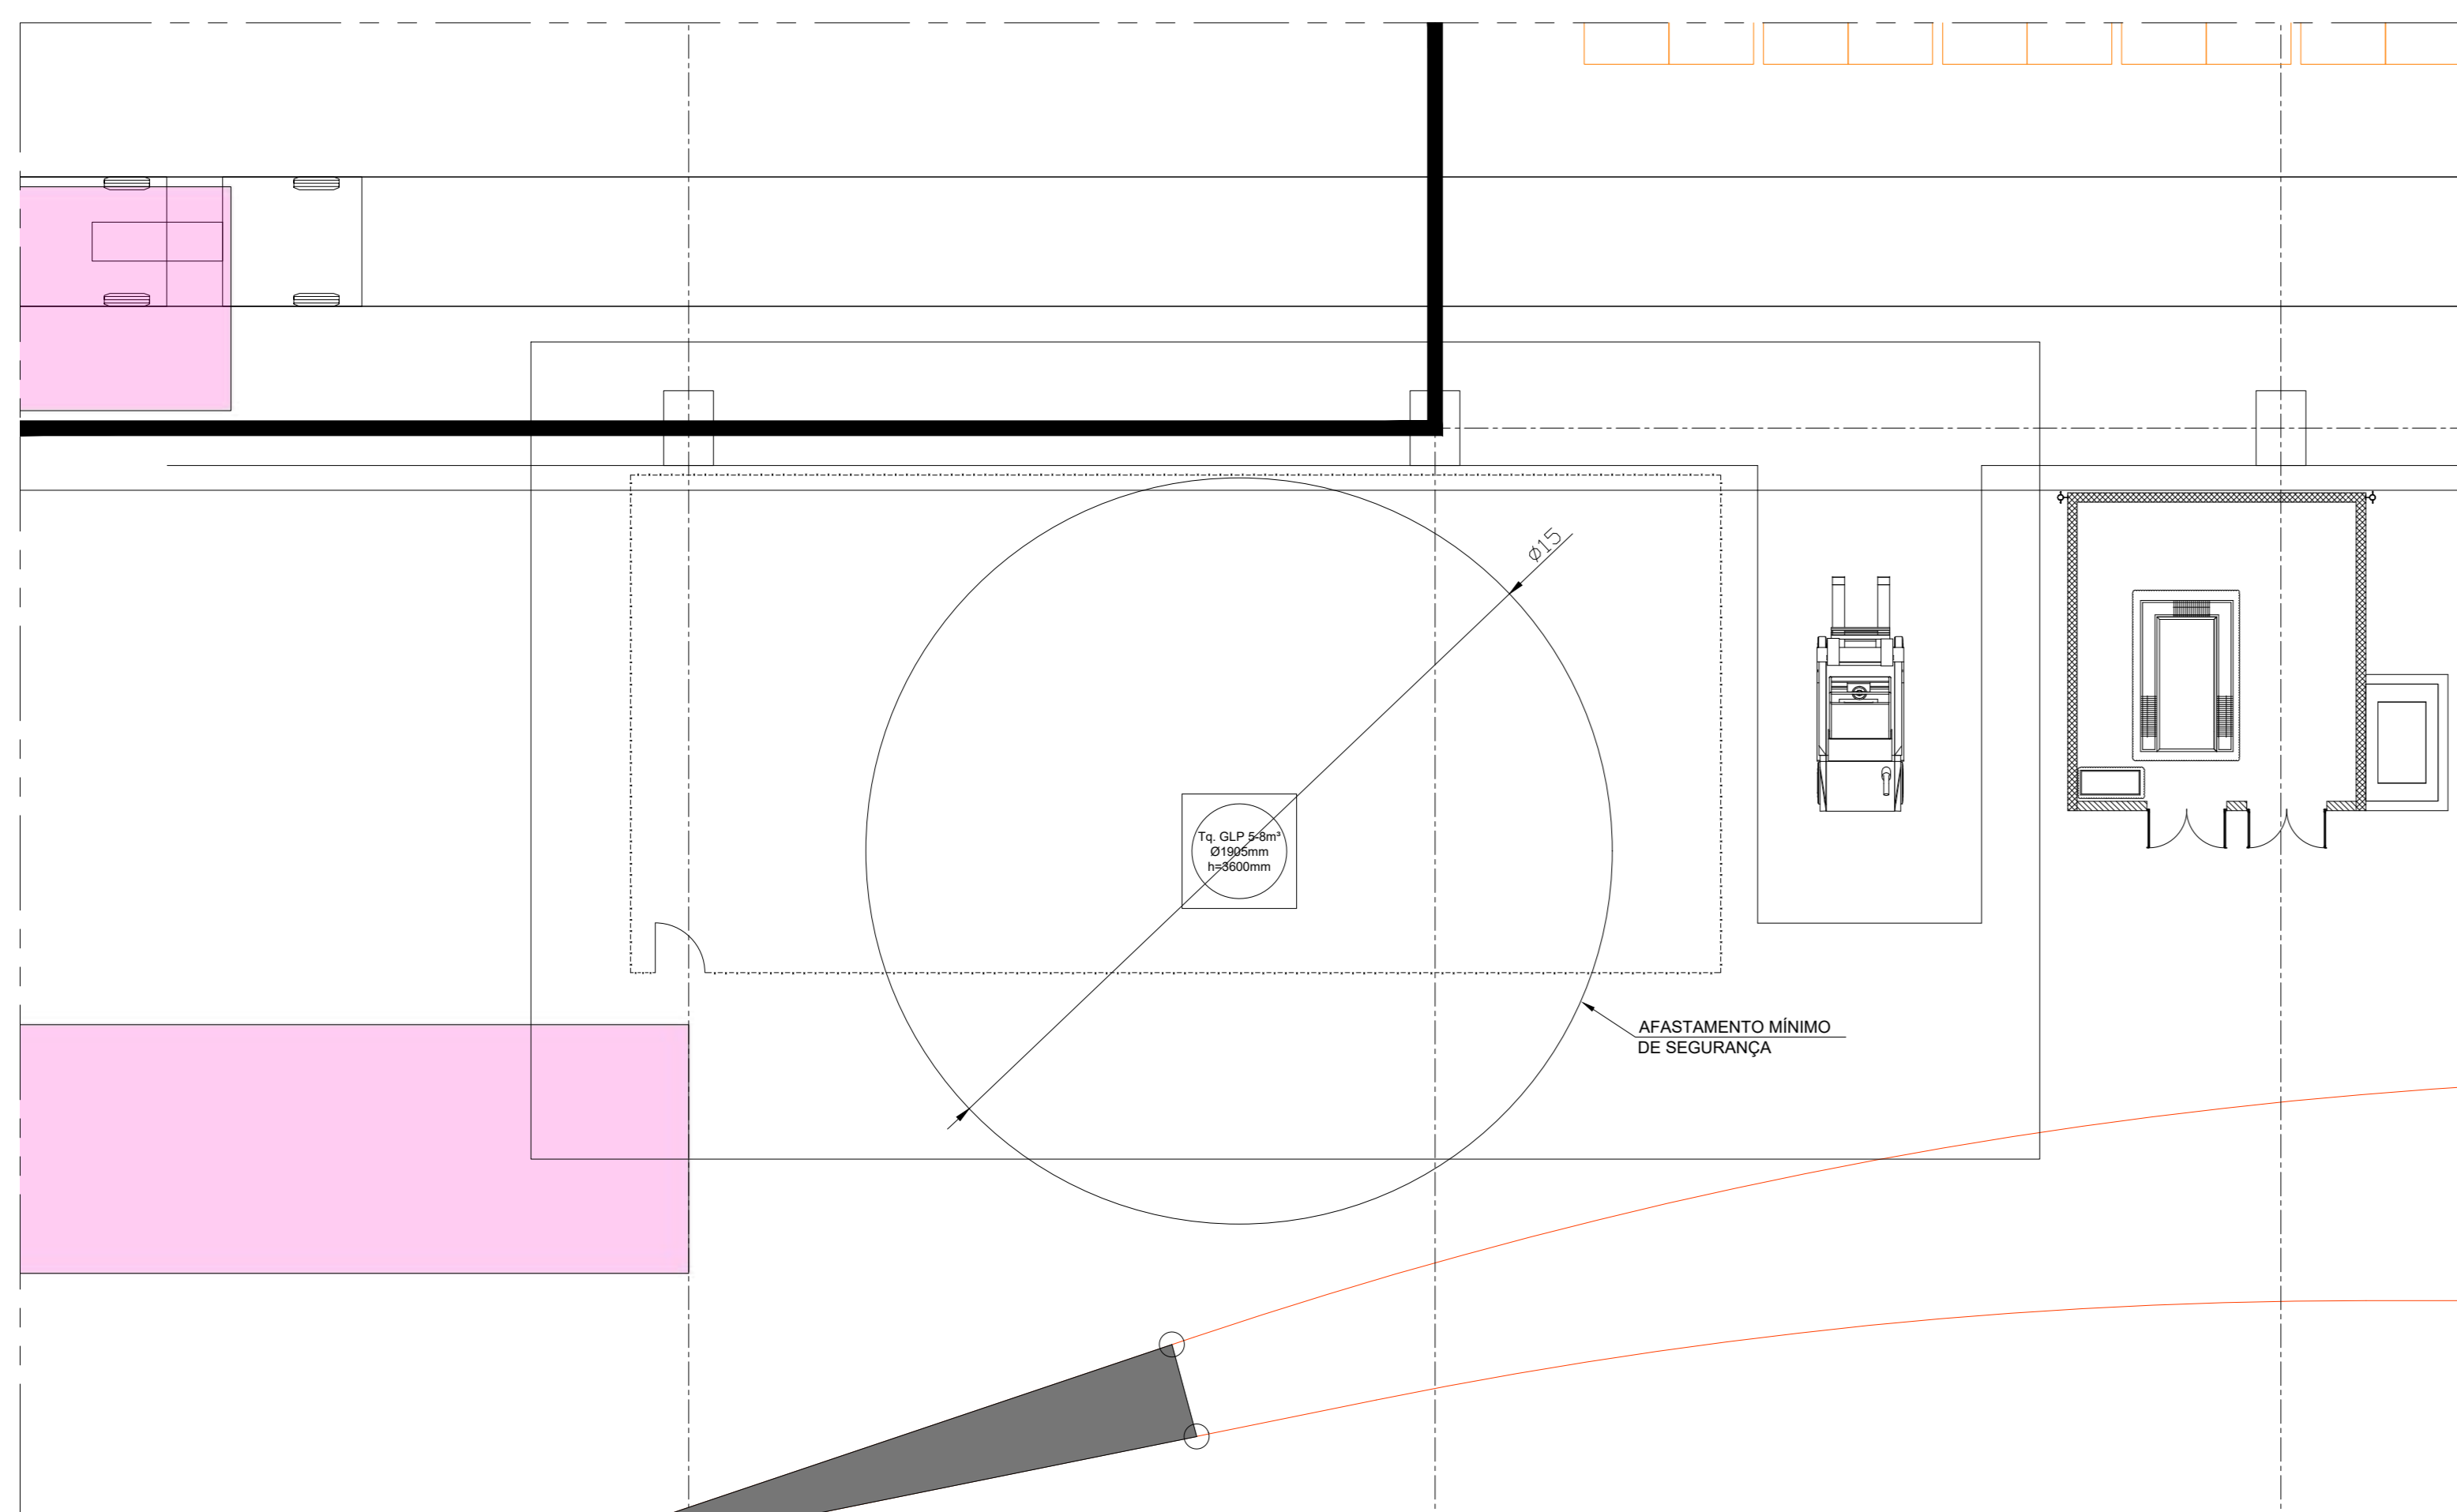 Ø15
Tq. GLP 5-8m³
Ø1905mm
h=3600mm
AFASTAMENTO MÍNIMO
DE SEGURANÇA